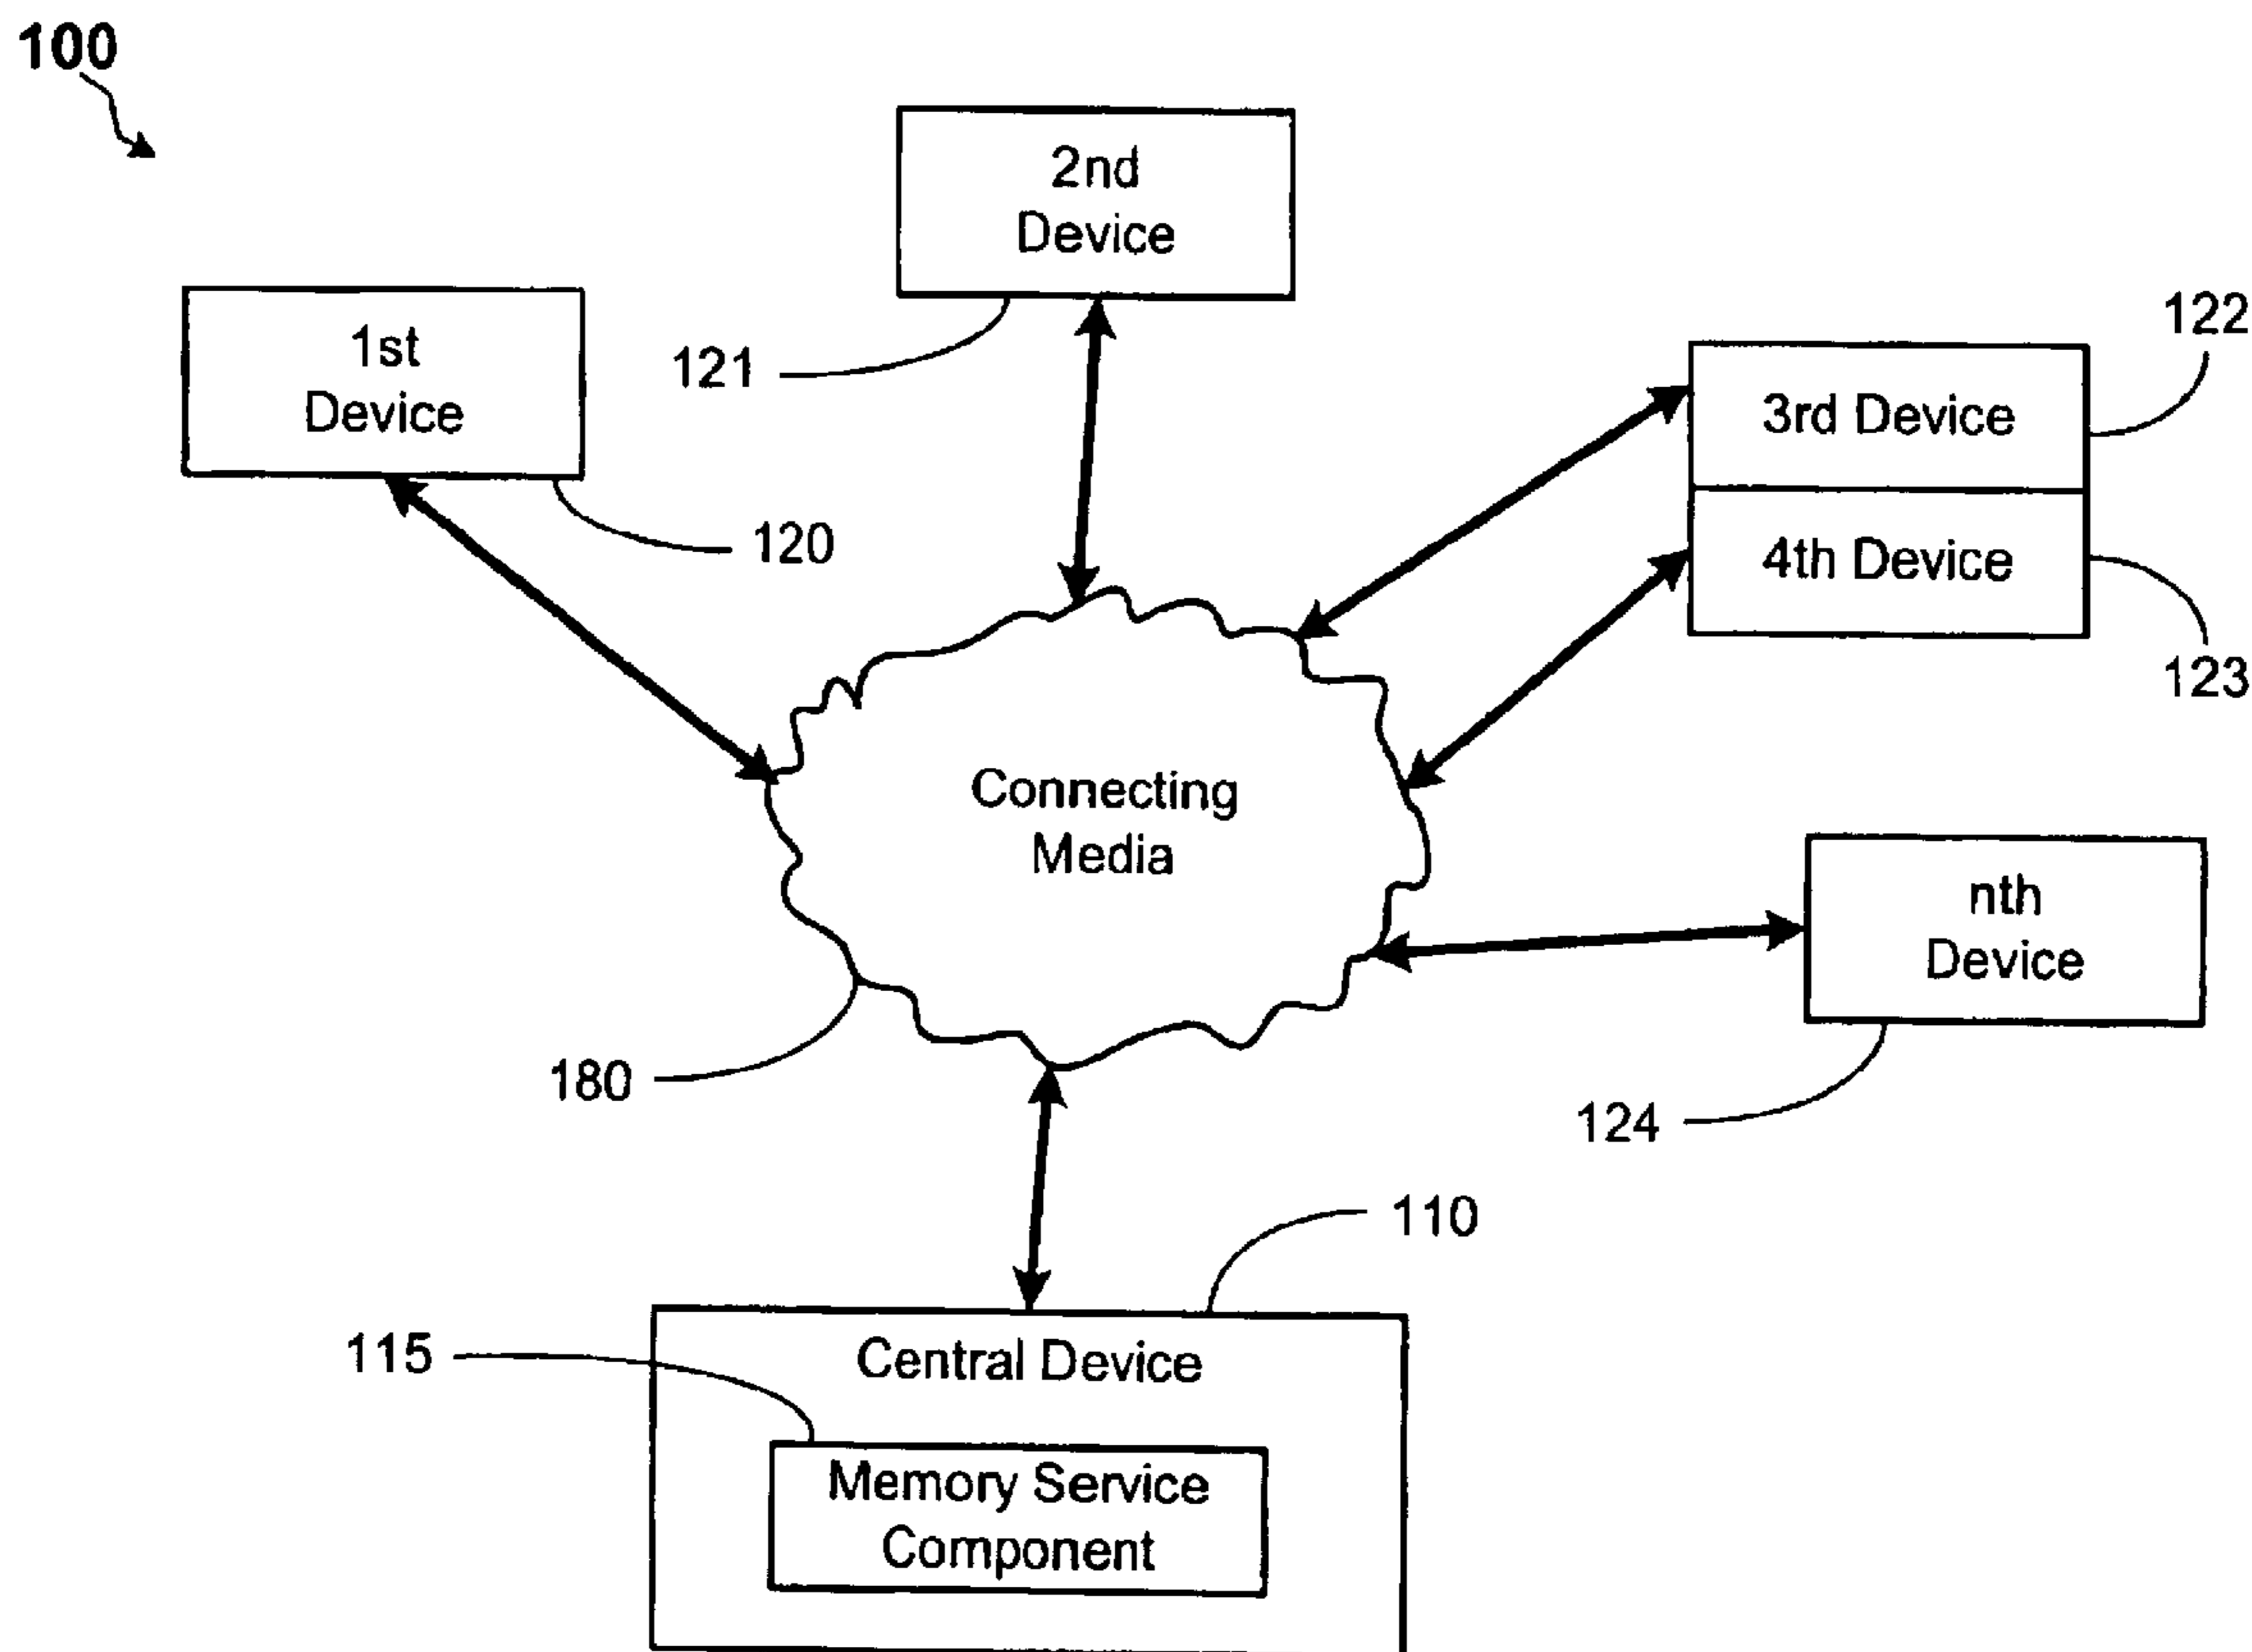 100
2nd
Device
1st
Device
121
122
3rd Device
4th Device
120
123
Connecting
Media
nth
Device
180
124
110
115
Central Device
Memory Service
Component